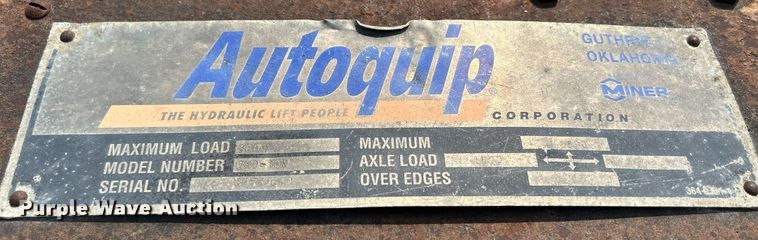 Autoquip
GUTHRIE
OKLAHOMA
MINER
THE HYDRAULIC LIFT PEOPLE
CORPORATION
MAXIMUM LOAD
MODEL NUMBER
SERIAL NO.
MAXIMUM
AXLE LOAD
OVER EDGES
Purple Wave Auction